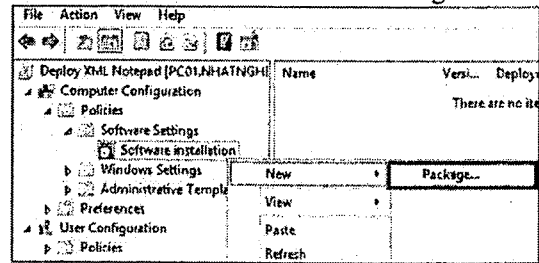 File Action View Help
Deploy XML Notepad [PC01.NHATNGHI
Name Versi... Deploy
Computer Configuration
There are no ite
Policies
Software Settings
Software installation
Windows Settings
New
Package...
Administrative Templa
View
Preferences
User Configuration
Paste
Policies
Refresh